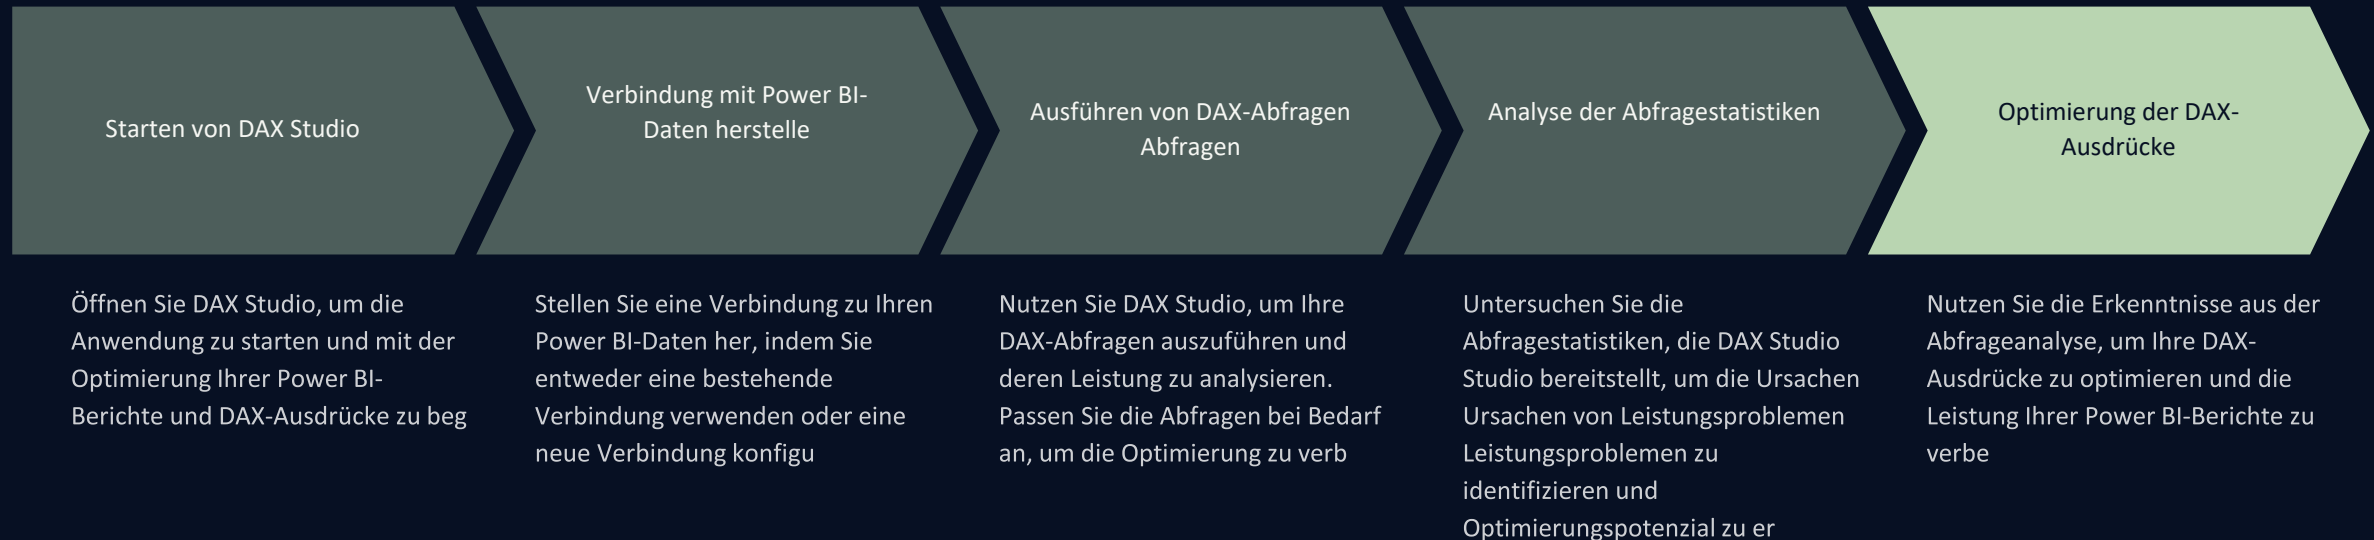 Starten von DAX Studio
Verbindung mit Power BI-
Daten herstelle
Ausführen von DAX-Abfragen
Abfragen
Analyse der Abfragestatistiken
Optimierung der DAX-
Ausdrücke
Öffnen Sie DAX Studio, um die
Anwendung zu starten und mit der
Optimierung Ihrer Power BI-
Berichte und DAX-Ausdrücke zu beg
Stellen Sie eine Verbindung zu Ihren
Power BI-Daten her, indem Sie
entweder eine bestehende
Verbindung verwenden oder eine
neue Verbindung konfigu
Nutzen Sie DAX Studio, um Ihre
DAX-Abfragen auszuführen und
deren Leistung zu analysieren.
Passen Sie die Abfragen bei Bedarf
an, um die Optimierung zu verb
Untersuchen Sie die
Abfragestatistiken, die DAX Studio
Studio bereitstellt, um die Ursachen
Ursachen von Leistungsproblemen
Leistungsproblemen zu
identifizieren und
Optimierungspotenzial zu er
Nutzen Sie die Erkenntnisse aus der
Abfrageanalyse, um Ihre DAX-
Ausdrücke zu optimieren und die
Leistung Ihrer Power BI-Berichte zu
verbe